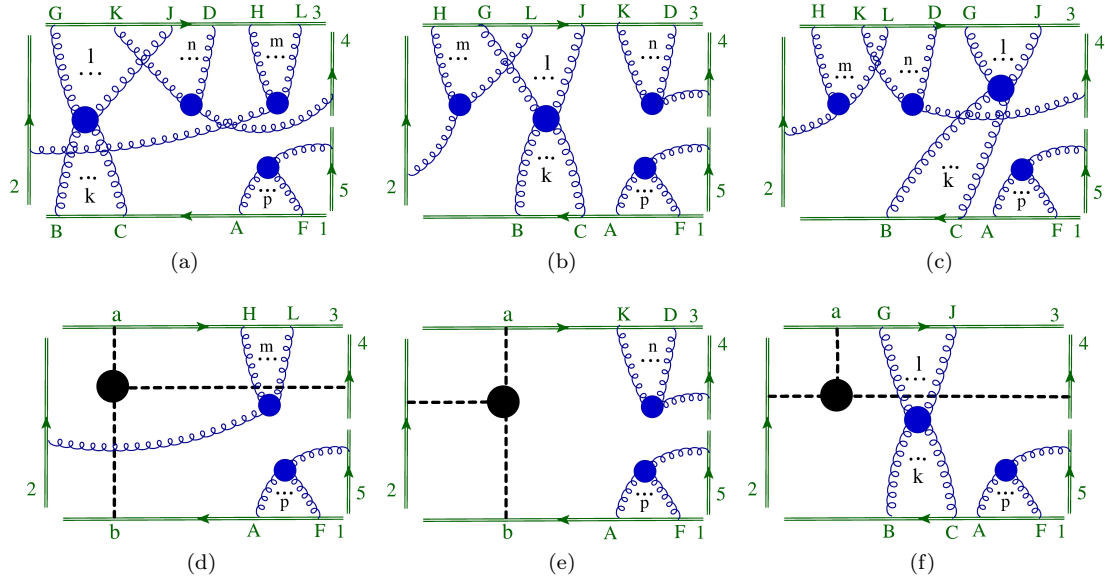 G K J D H L 3
l n m
... ... ...
4
2
...
k p
...
5
B C A F 1
(a)
H G L J K D 3
m l n
... ... ...
4
2
...
k p
...
5
B C A F 1
(b)
H K L D G J 3
m n l
... ... ...
4
2
...
k p
...
5
B C A F 1
(c)
a H L 3
m
...
4
2
...
p
5
b A F 1
(d)
a K D 3
n
...
4
2
...
p
5
b A F 1
(e)
a G J 3
l
...
4
2
...
k p
...
5
B C A F 1
(f)